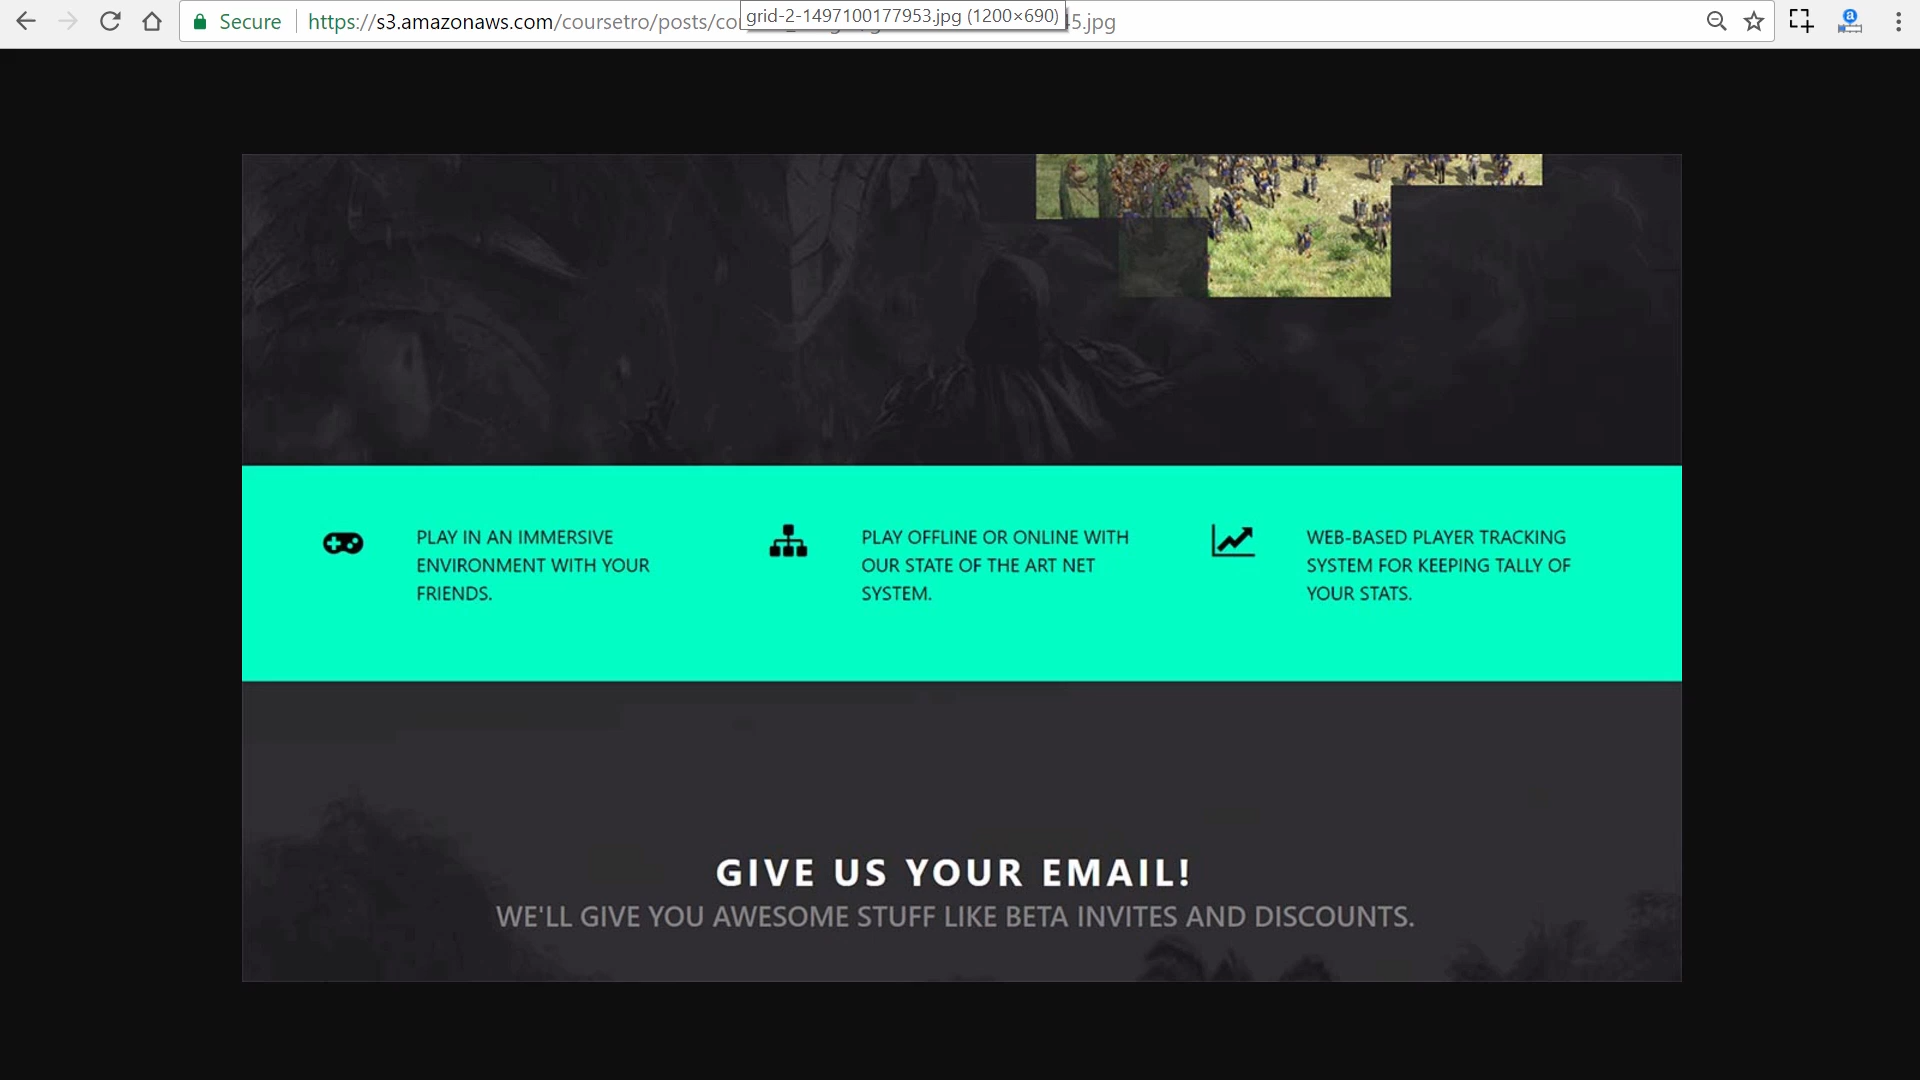 Secure
https://s3.amazonaws.com/coursetro/posts/
5.jpg
grid-2-1497100177953.jpg (1200×690)
PLAY IN AN IMMERSIVE
ENVIRONMENT WITH YOUR
FRIENDS.
PLAY OFFLINE OR ONLINE WITH
OUR STATE OF THE ART NET
SYSTEM.
WEB-BASED PLAYER TRACKING
SYSTEM FOR KEEPING TALLY OF
YOUR STATS.
GIVE US YOUR EMAIL!
WE'LL GIVE YOU AWESOME STUFF LIKE BETA INVITES AND DISCOUNTS.